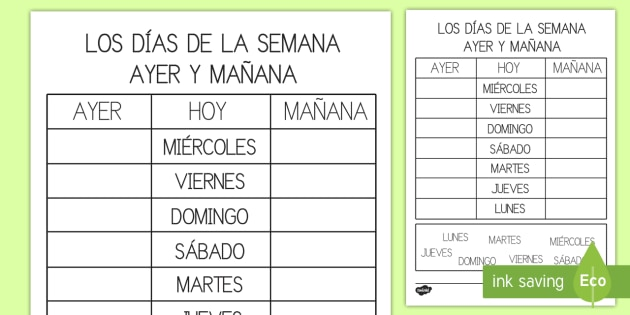 LOS DÍAS DE LA SEMANA
AYER Y MAÑANA
AYER HOY MAÑANA
MIÉRCOLES
VIERNES
DOMINGO
SÁBADO
MARTES
LOS DÍAS DE LA SEMANA
AYER Y MAÑANA
AYER HOY MAÑANA
MIÉRCOLES
VIERNES
DOMINGO
SÁBADO
MARTES
JUEVES
LUNES
LUNES MARTES MIÉRCOLES
JUEVES DOMINGO VIERNES
ink saving Eco